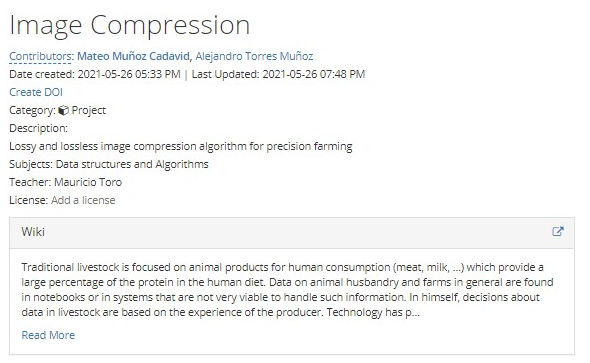 Image Compression
Contributors: Mateo Muñoz Cadavid, Alejandro Torres Muñoz
Date created: 2021-05-26 05:33 PM | Last Updated: 2021-05-26 07:48 PM
Create DOI
Category: Project
Description:
Lossy and lossless image compression algorithm for precision farming
Subjects: Data structures and Algorithms
Teacher: Mauricio Toro
License: Add a license
Wiki
Traditional livestock is focused on animal products for human consumption (meat, milk, ...) which provide a
large percentage of the protein in the human diet. Data on animal husbandry and farms in general are found
in notebooks or in systems that are not very viable to handle such information. In himself, decisions about
data in livestock are based on the experience of the producer. Technology has p...
Read More